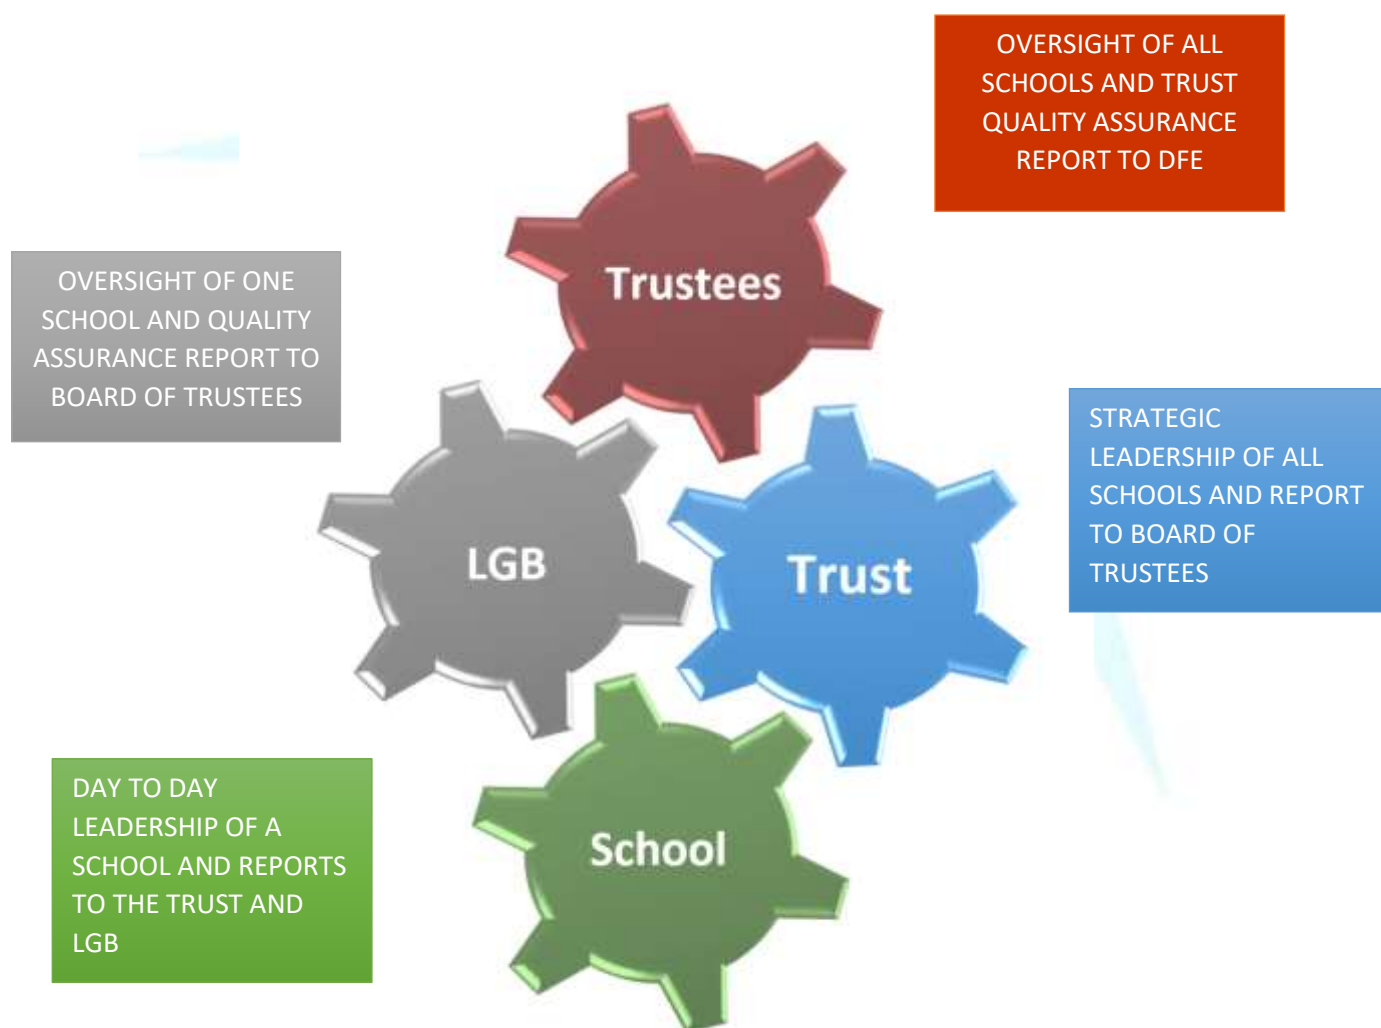 OVERSIGHT OF ALL
SCHOOLS AND TRUST
QUALITY ASSURANCE
REPORT TO DFE
Trustees
OVERSIGHT OF ONE
SCHOOL AND QUALITY
ASSURANCE REPORT TO
BOARD OF TRUSTEES
STRATEGIC
LEADERSHIP OF ALL
SCHOOLS AND REPORT
TO BOARD OF
TRUSTEES
LGB
Trust
DAY TO DAY
LEADERSHIP OF A
SCHOOL AND REPORTS
TO THE TRUST AND
LGB
School